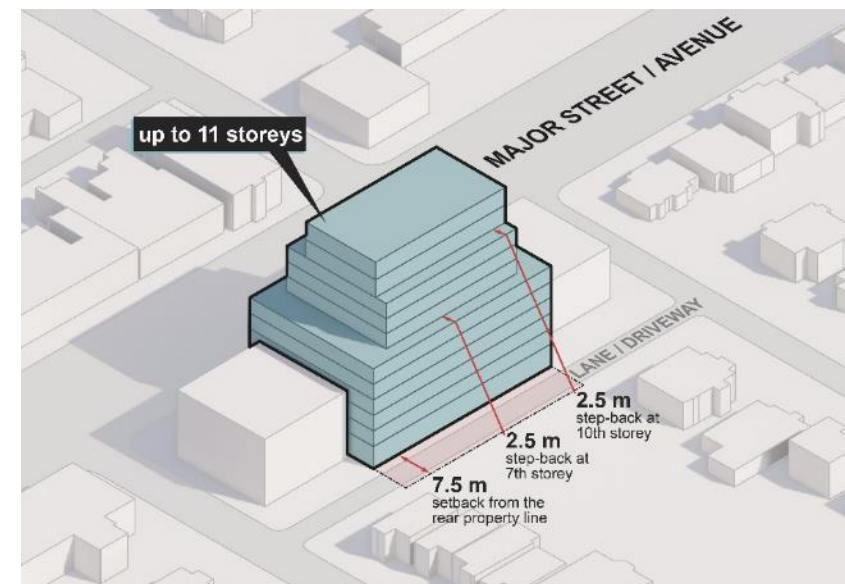 MAJOR STREET / AVENUE
up to 11 storeys
LANE / DRIVEWAY
2.5 m
step-back at
10th storey
2.5 m
step-back at
7th storey
7.5 m
setback from the
rear property line